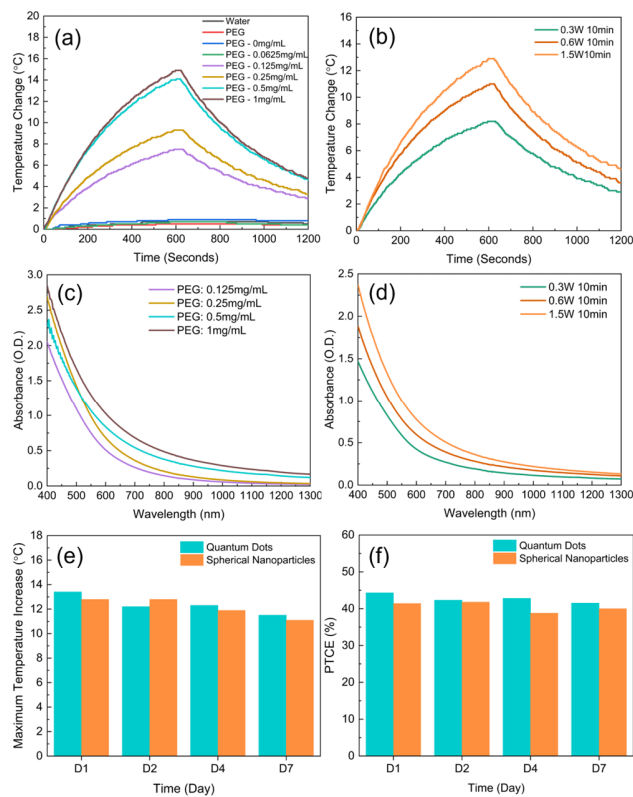 (a)
Water
PEG
PEG - 0mg/mL
PEG - 0.0625mg/mL
PEG - 0.125mg/mL
PEG - 0.25mg/mL
PEG - 0.5mg/mL
PEG - 1mg/mL
Temperature Change (°C)
16
14
12
10
8
6
4
2
0
0 200 400 600 800 1000 1200
Time (Seconds)
(b)
0.3W 10min
0.6W 10min
1.5W10min
Temperature Change (°C)
16
14
12
10
8
6
4
2
0
0 200 400 600 800 1000 1200
Time (Seconds)
(c)
PEG: 0.125mg/mL
PEG: 0.25mg/mL
PEG: 0.5mg/mL
PEG: 1mg/mL
Absorbance (O.D.)
3.0
2.5
2.0
1.5
1.0
0.5
0.0
400 500 600 700 800 900 1000 1100 1200 1300
Wavelength (nm)
(d)
0.3W 10min
0.6W 10min
1.5W 10min
Absorbance (O.D.)
2.5
2.0
1.5
1.0
0.5
0.0
400 500 600 700 800 900 1000 1100 1200 1300
Wavelength (nm)
(e)
Quantum Dots
Spherical Nanoparticles
Maximum Temperature Increase (°C)
18
16
14
12
10
8
6
4
2
0
D1 D2 D4 D7
Time (Day)
(f)
Quantum Dots
Spherical Nanoparticles
PTCE (%)
60
50
40
30
20
10
0
D1 D2 D4 D7
Time (Day)